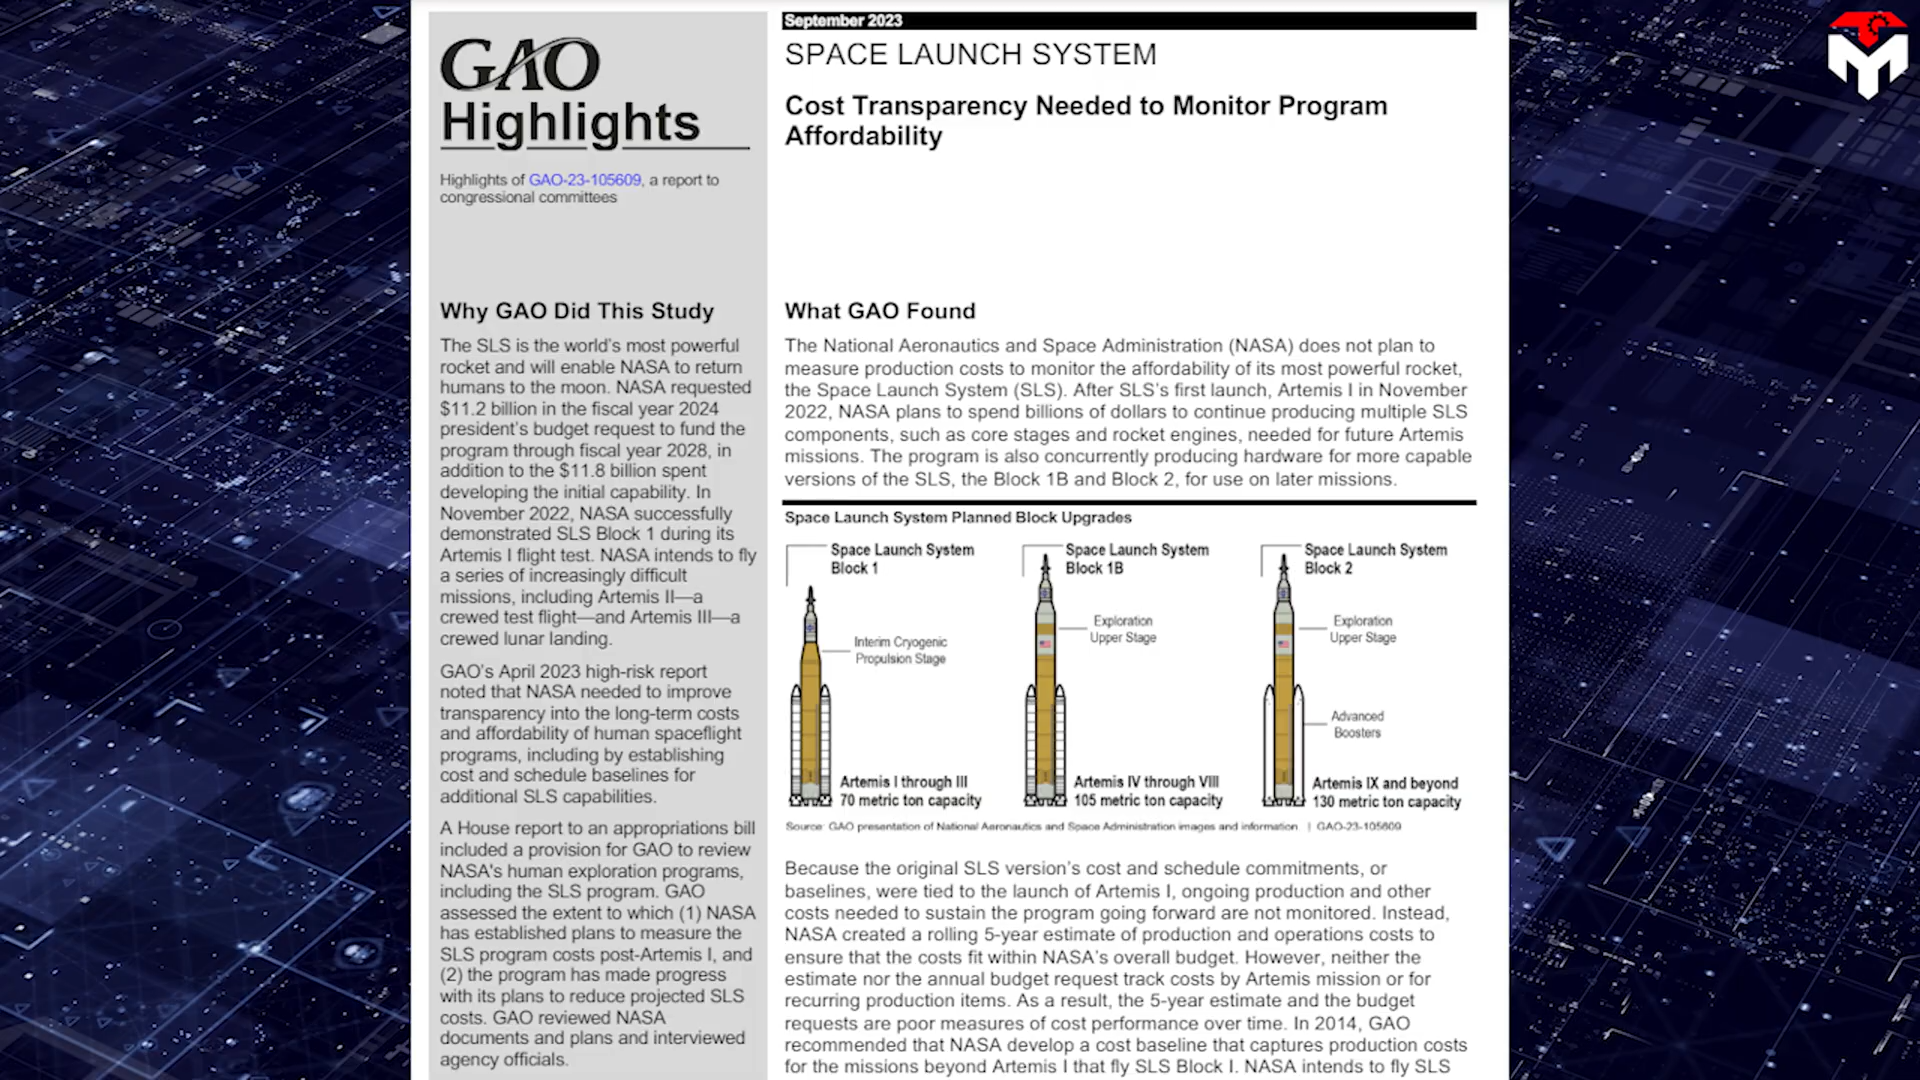 GAO
Highlights
Highlights of GAO-23-105609, a report to
congressional committees
Why GAO Did This Study
The SLS is the world's most powerful
rocket and will enable NASA to return
humans to the moon. NASA requested
$11.2 billion in the fiscal year 2024
president's budget request to fund the
program through fiscal year 2028, in
addition to the $11.8 billion spent
developing the initial capability. In
November 2022, NASA successfully
demonstrated SLS Block 1 during its
Artemis I flight test. NASA intends to fly
a series of increasingly difficult
missions, including Artemis II—a
crewed test flight—and Artemis III—a
crewed lunar landing.
GAO's April 2023 high-risk report
noted that NASA needed to improve
transparency into the long-term costs
and affordability of human spaceflight
programs, including by establishing
cost and schedule baselines for
additional SLS capabilities.
A House report to an appropriations bill
included a provision for GAO to review
NASA's human exploration programs,
including the SLS program. GAO
assessed the extent to which (1) NASA
has established plans to measure the
SLS program costs post-Artemis I, and
(2) the program has made progress
with its plans to reduce projected SLS
costs. GAO reviewed NASA
documents and plans and interviewed
agency officials.
September 2023
SPACE LAUNCH SYSTEM
Cost Transparency Needed to Monitor Program
Affordability
What GAO Found
The National Aeronautics and Space Administration (NASA) does not plan to
measure production costs to monitor the affordability of its most powerful rocket,
the Space Launch System (SLS). After SLS's first launch, Artemis I in November
2022, NASA plans to spend billions of dollars to continue producing multiple SLS
components, such as core stages and rocket engines, needed for future Artemis
missions. The program is also concurrently producing hardware for more capable
versions of the SLS, the Block 1B and Block 2, for use on later missions.
Space Launch System Planned Block Upgrades
Space Launch System
Block 1
Interim Cryogenic
Propulsion Stage
Artemis I through III
70 metric ton capacity
Space Launch System
Block 1B
Exploration
Upper Stage
Artemis IV through VIII
105 metric ton capacity
Space Launch System
Block 2
Exploration
Upper Stage
Advanced
Boosters
Artemis IX and beyond
130 metric ton capacity
Source: GAO presentation of National Aeronautics and Space Administration images and information | GAO-23-105609
Because the original SLS version's cost and schedule commitments, or
baselines, were tied to the launch of Artemis I, ongoing production and other
costs needed to sustain the program going forward are not monitored. Instead,
NASA created a rolling 5-year estimate of production and operations costs to
ensure that the costs fit within NASA's overall budget. However, neither the
estimate nor the annual budget request track costs by Artemis mission or for
recurring production items. As a result, the 5-year estimate and the budget
requests are poor measures of cost performance over time. In 2014, GAO
recommended that NASA develop a cost baseline that captures production costs
for the missions beyond Artemis I that fly SLS Block I. NASA intends to fly SLS